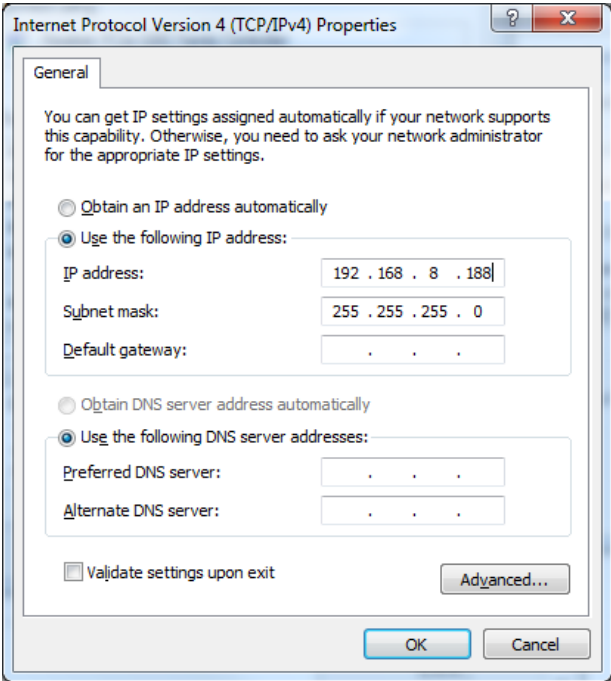 Internet Protocol Version 4 (TCP/IPv4) Properties
General
You can get IP settings assigned automatically if your network supports
this capability. Otherwise, you need to ask your network administrator
for the appropriate IP settings.
Obtain an IP address automatically
Use the following IP address:
IP address: 192 . 168 . 8 . 188
Subnet mask: 255 . 255 . 255 . 0
Default gateway: . . .
Obtain DNS server address automatically
Use the following DNS server addresses:
Preferred DNS server: . . .
Alternate DNS server: . . .
Validate settings upon exit
Advanced...
OK Cancel